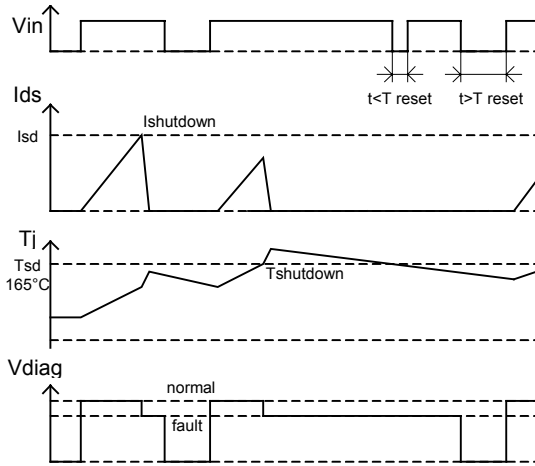 Vin
t<T reset
t>T reset
Ids
Isd
Ishutdown
Tj
Tsd
165°C
Tshutdown
Vdiag
normal
fault